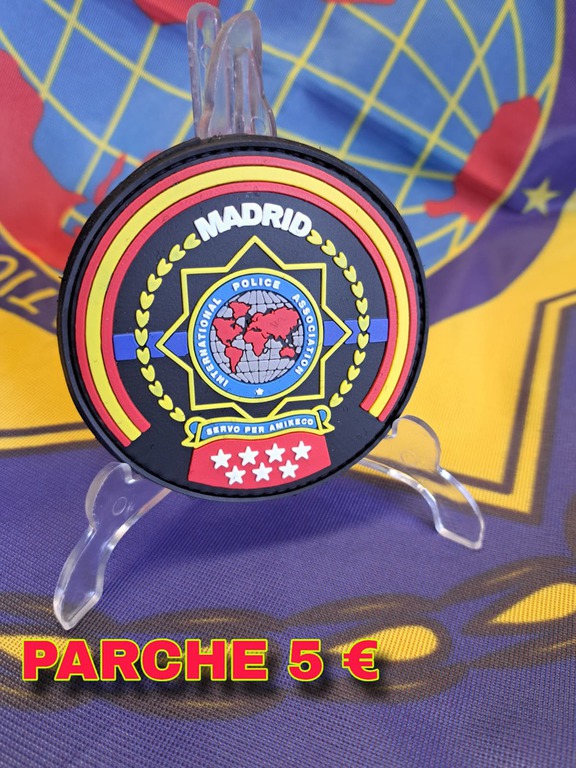 MADRID
INTERNATIONAL POLICE ASSOCIATION
SERVO PER AMIKECO
PARCHE 5 €